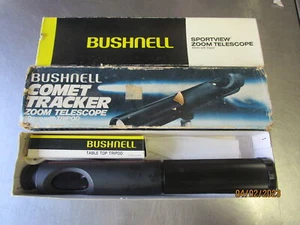 BUSHNELL
SPORTVIEW
ZOOM TELESCOPE
BUSHNELL
COMET
TRACKER
ZOOM TELESCOPE
BUSHNELL
TABLE TOP TRIPOD
04/02/2023